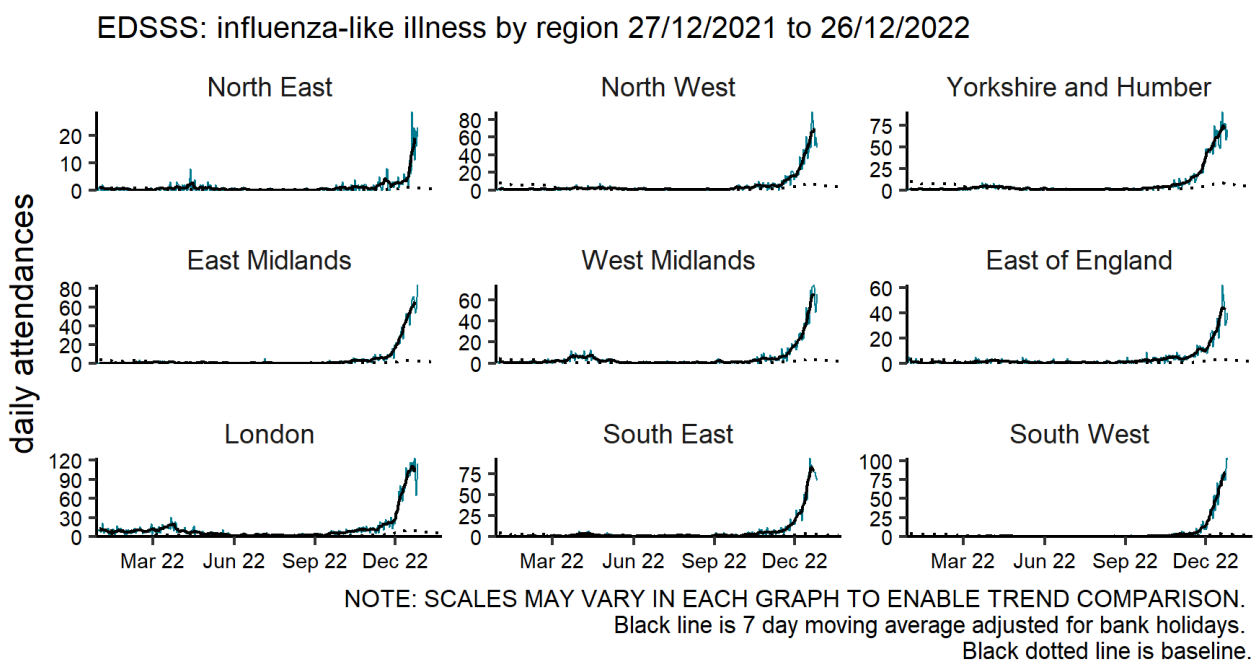 EDSSS: influenza-like illness by region 27/12/2021 to 26/12/2022
daily attendances
North East
20
10
0
North West
80
60
40
20
0
Yorkshire and Humber
75
50
25
0
East Midlands
80
60
40
20
0
West Midlands
60
40
20
0
East of England
60
40
20
0
London
120
90
60
30
0
Mar 22 Jun 22 Sep 22 Dec 22
South East
75
50
25
0
Mar 22 Jun 22 Sep 22 Dec 22
South West
100
75
50
25
0
Mar 22 Jun 22 Sep 22 Dec 22
NOTE: SCALES MAY VARY IN EACH GRAPH TO ENABLE TREND COMPARISON.
Black line is 7 day moving average adjusted for bank holidays.
Black dotted line is baseline.